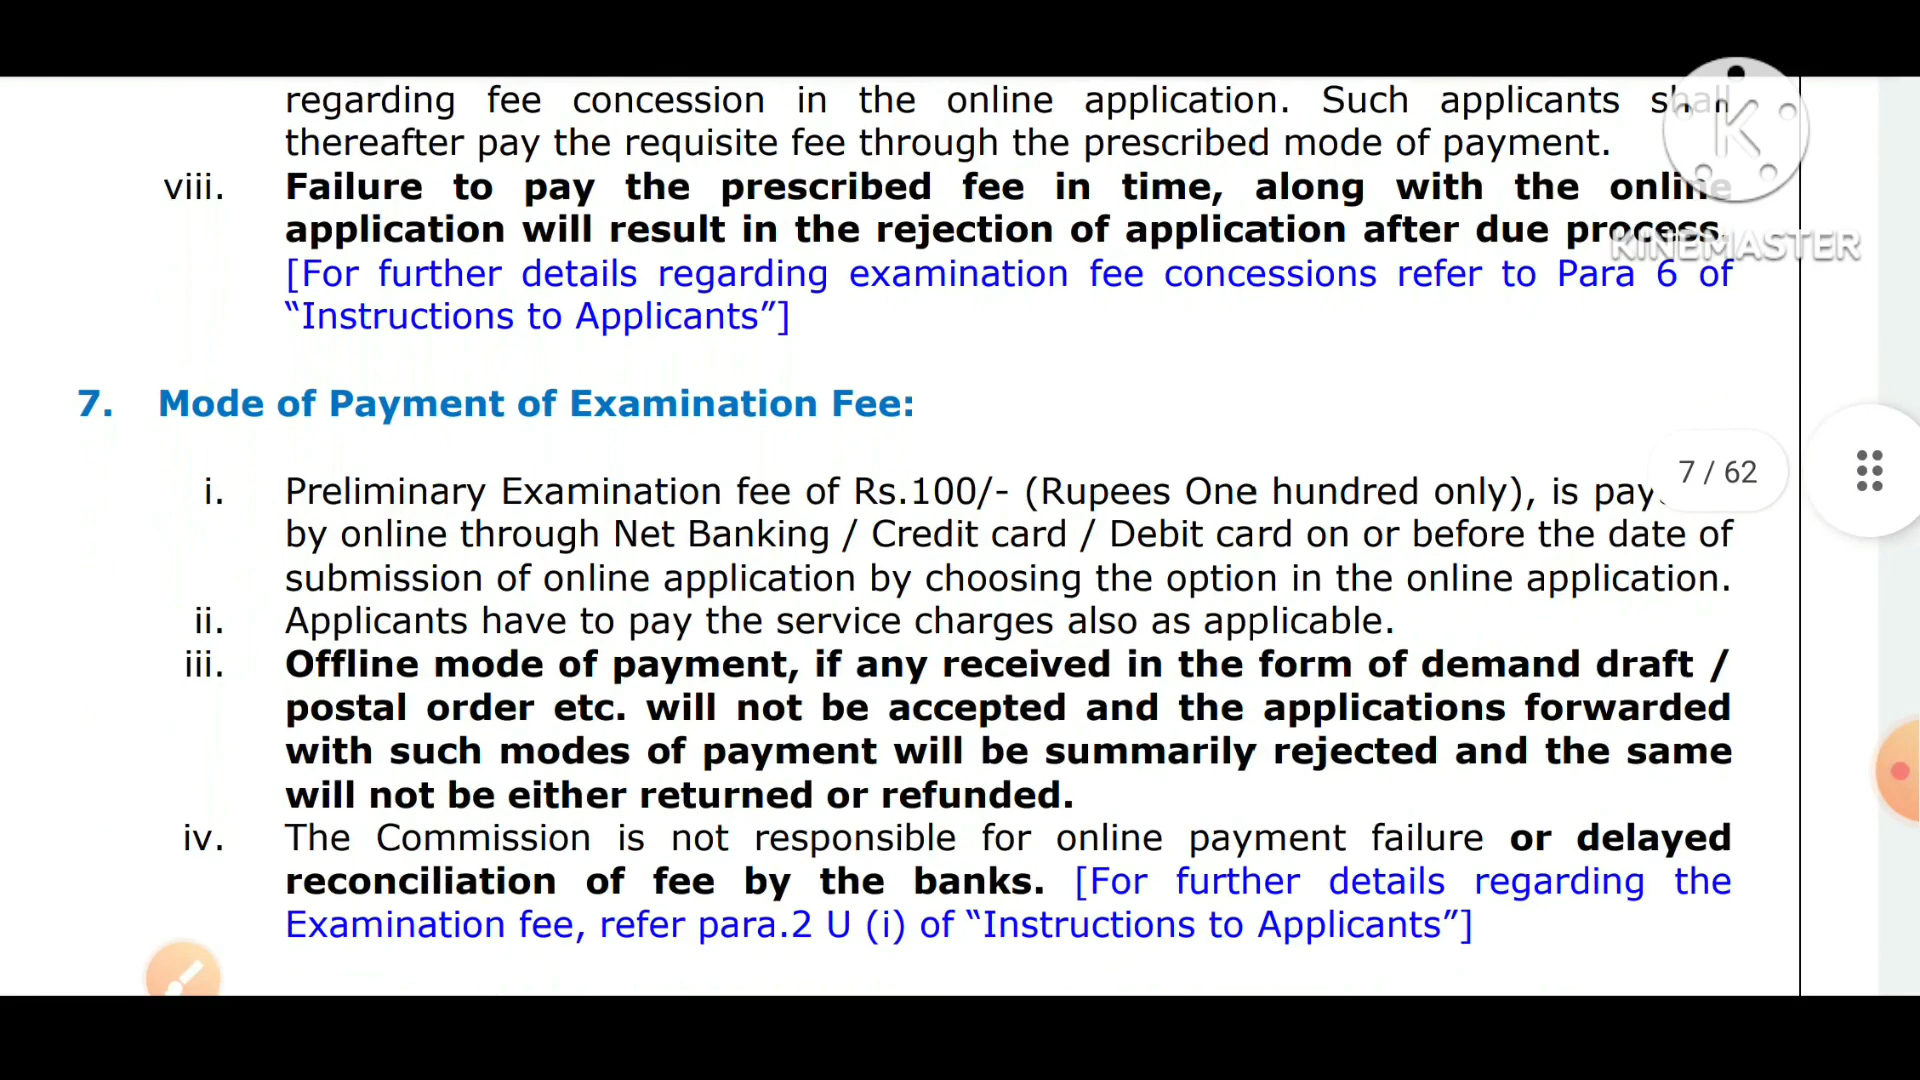 regarding fee concession in the online application. Such applicants shall
thereafter pay the requisite fee through the prescribed mode of payment.
viii. Failure to pay the prescribed fee in time, along with the online
application will result in the rejection of application after due process.
[For further details regarding examination fee concessions refer to Para 6 of
“Instructions to Applicants”]
KINEMASTER
7. Mode of Payment of Examination Fee:
7 / 62
i. Preliminary Examination fee of Rs.100/- (Rupees One hundred only), is
by online through Net Banking / Credit card / Debit card on or before the date of
submission of online application by choosing the option in the online application.
ii. Applicants have to pay the service charges also as applicable.
iii. Offline mode of payment, if any received in the form of demand draft /
postal order etc. will not be accepted and the applications forwarded
with such modes of payment will be summarily rejected and the same
will not be either returned or refunded.
iv. The Commission is not responsible for online payment failure or delayed
reconciliation of fee by the banks. [For further details regarding the
Examination fee, refer para.2 U (i) of “Instructions to Applicants”]